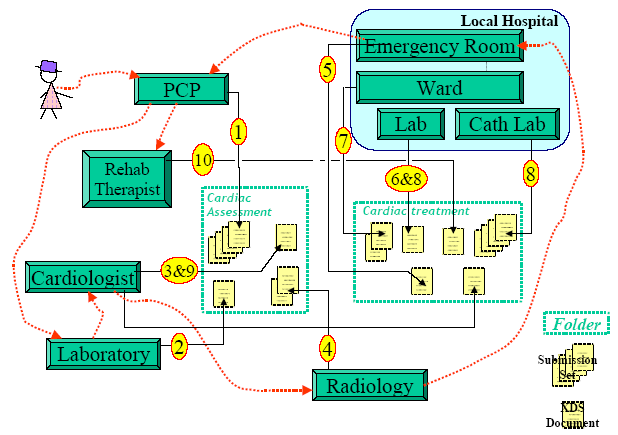 Local Hospital
Emergency Room
5
PCP
Ward
1
7
Lab
Cath Lab
Rehab
Therapist
10
6&8
8
Cardiac
Assessment
Cardiac treatment
Cardiologist
3&9
Folder
Laboratory
2
4
Submission
Set
Radiology
XDS
Document